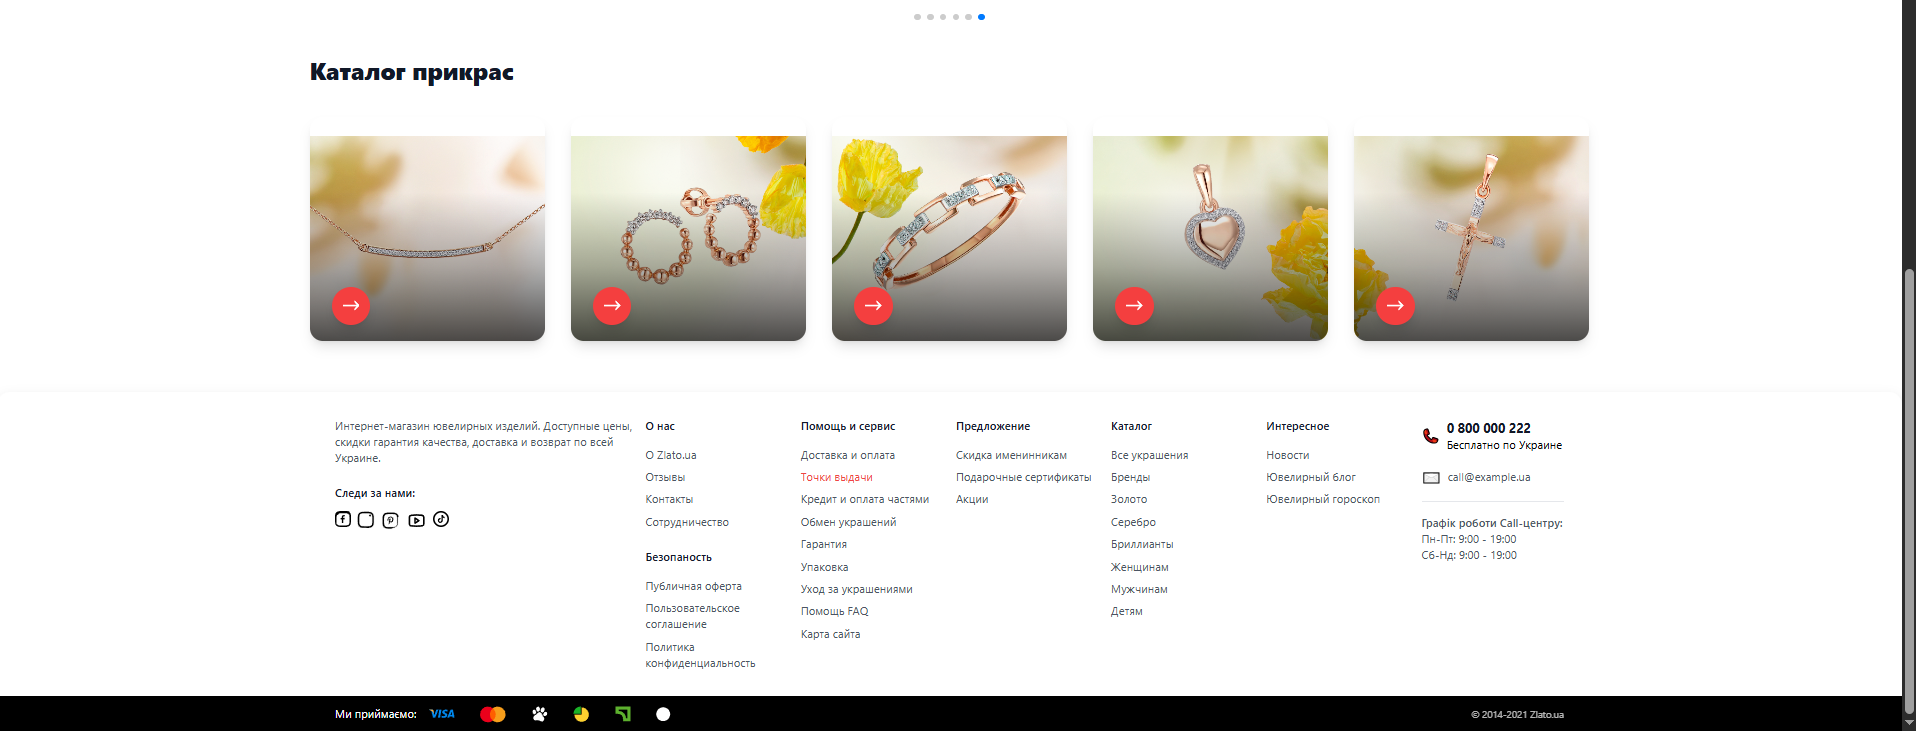 Каталог прикрас
Интернет-магазин ювелирных изделий. Доступные цены,
скидки гарантия качества, доставка и возврат по всей
Украине.
Следи за нами:
О нас
О Zlato.ua
Отзывы
Контакты
Сотрудничество
Безопаность
Публичная оферта
Пользовательское
соглашение
Политика
конфиденциальность
Помощь и сервис
Доставка и оплата
Точки выдачи
Кредит и оплата частями
Обмен украшений
Гарантия
Упаковка
Уход за украшениями
Помощь FAQ
Карта сайта
Предложение
Скидка именинникам
Подарочные сертификаты
Акции
Каталог
Все украшения
Бренды
Золото
Серебро
Бриллианты
Женщинам
Мужчинам
Детям
Интересное
Новости
Ювелирный блог
Ювелирный гороскоп
0 800 000 222
Бесплатно по Украине
call@example.ua
Графік роботи Call-центру:
Пн-Пт: 9:00 - 19:00
Сб-Нд: 9:00 - 19:00
Ми приймаємо: VISA
© 2014-2021 Zlato.ua